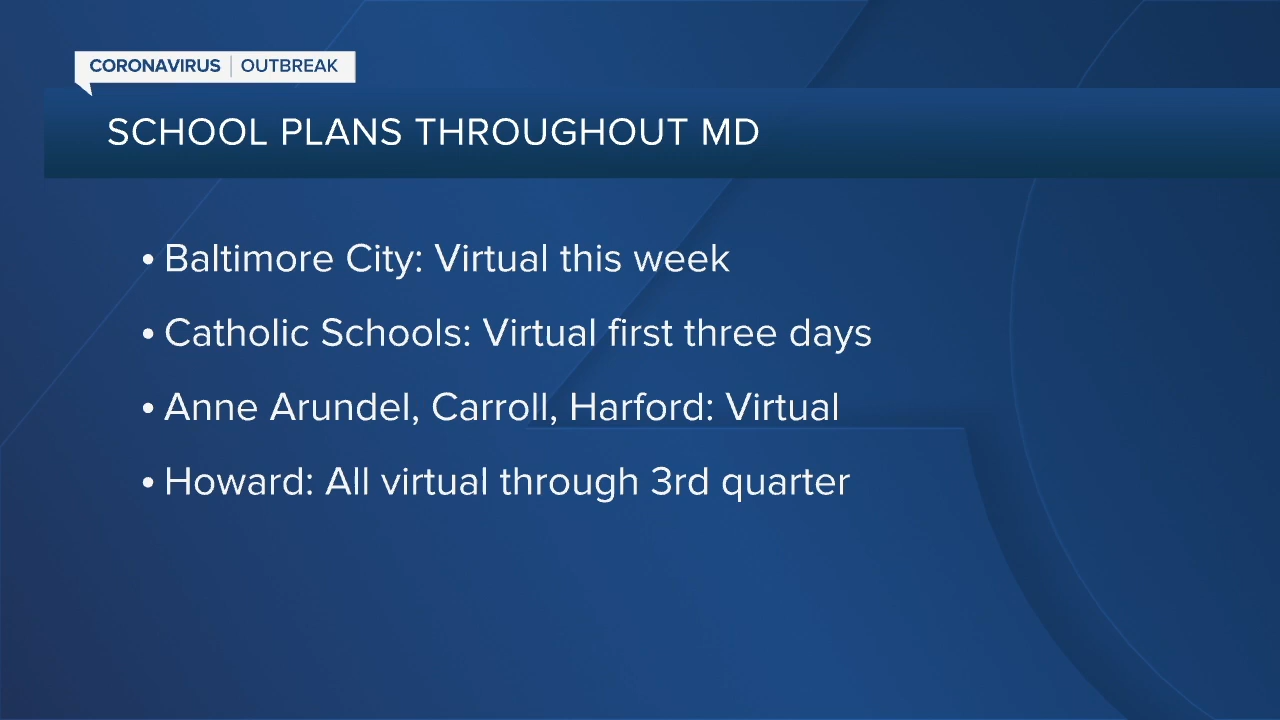 CORONAVIRUS | OUTBREAK
SCHOOL PLANS THROUGHOUT MD
• Baltimore City: Virtual this week
• Catholic Schools: Virtual first three days
• Anne Arundel, Carroll, Harford: Virtual
• Howard: All virtual through 3rd quarter